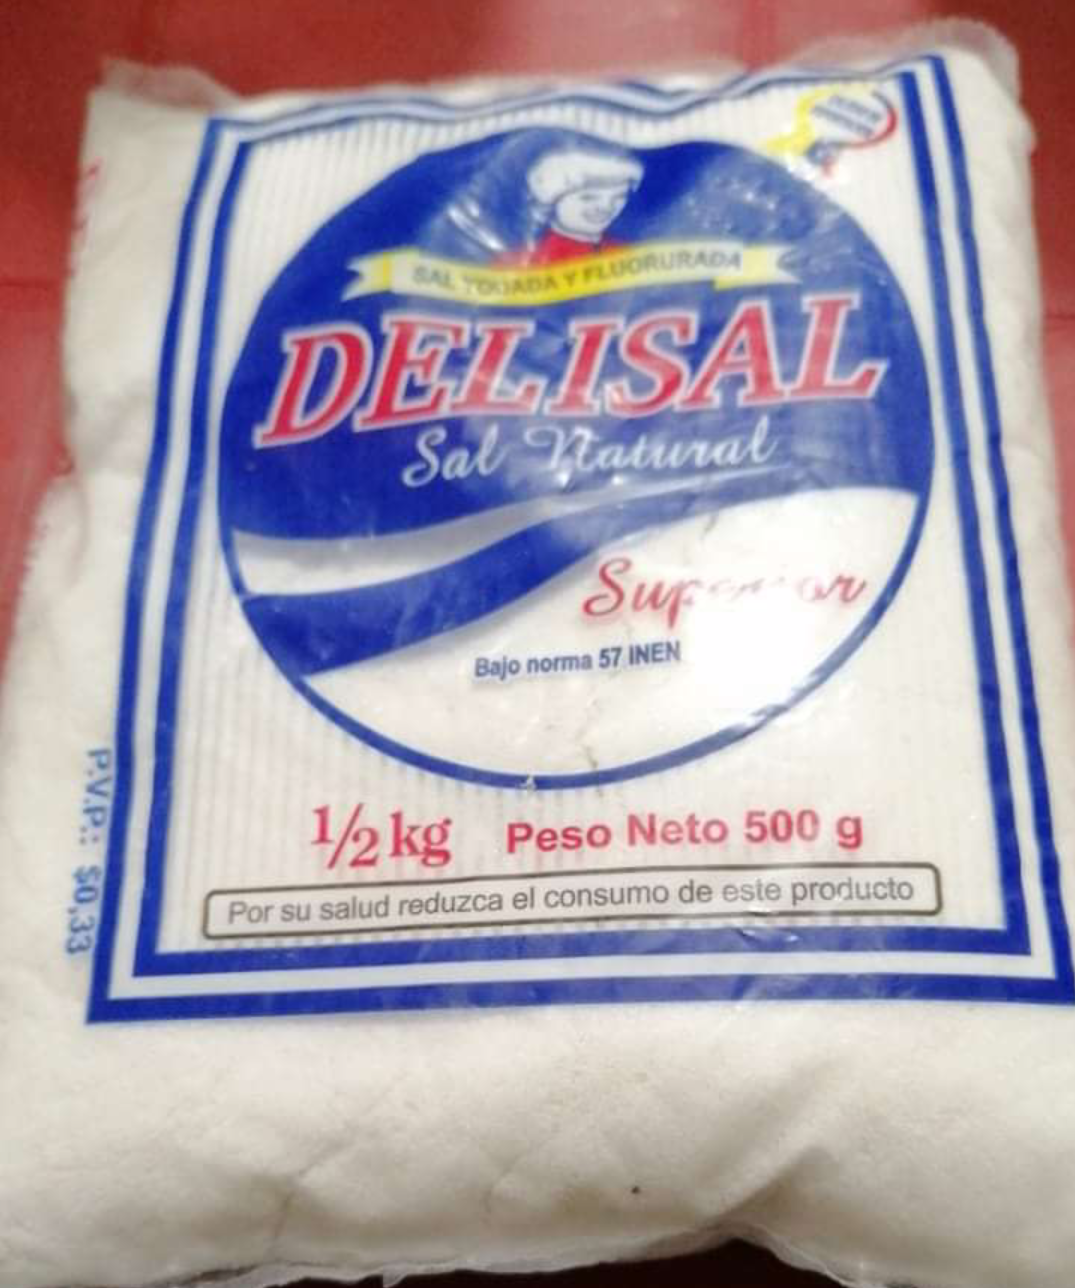 SAL YODADA Y FLUORURADA
DELISAL
Sal Natural
Superior
Bajo norma 57 INEN
1/2 kg Peso Neto 500 g
Por su salud reduzca el consumo de este producto
P.V.P.: $0,33